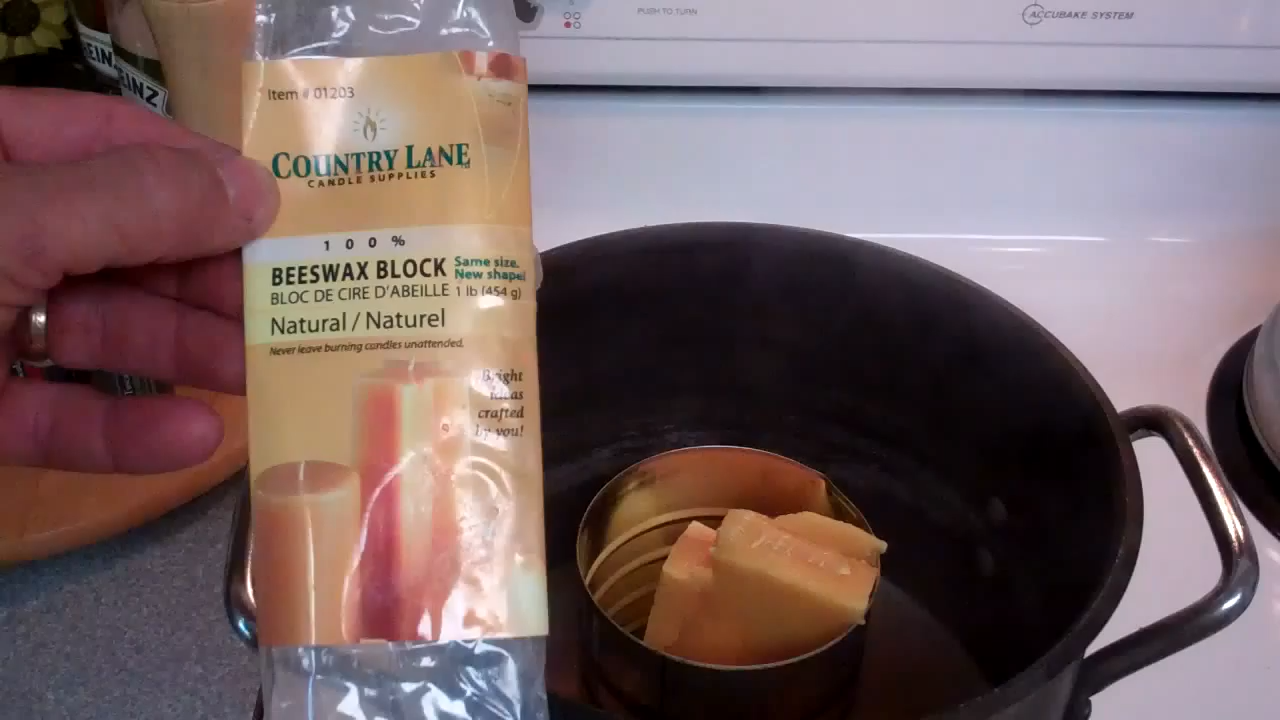 PUSH TO TURN
ACCUBAKE SYSTEM
EINZ
Item # 01203
COUNTRY LANE
CANDLE SUPPLIES
100%
BEESWAX BLOCK
Same size.
New shape!
BLOC DE CIRE D'ABEILLE 1 lb (454 g)
Natural / Naturel
Never leave burning candles unattended.
Bright
ideas
crafted
by you!